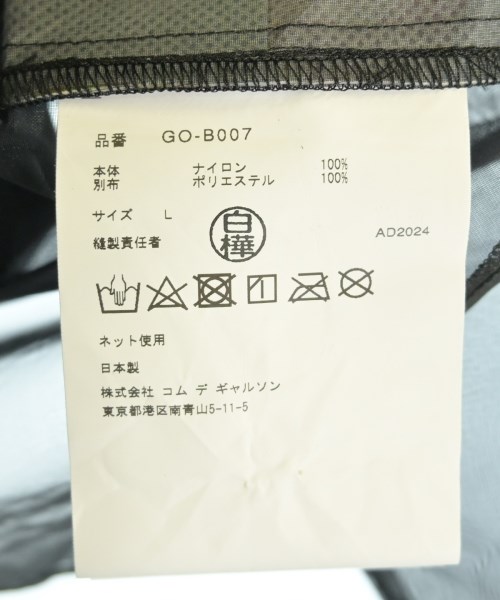 品番 GO-B007
本体 ナイロン 100%
別布 ポリエステル 100%
サイズ L
縫製責任者 白樺 AD2024
ネット使用
日本製
株式会社 コム デ ギャルソン
東京都港区南青山5-11-5